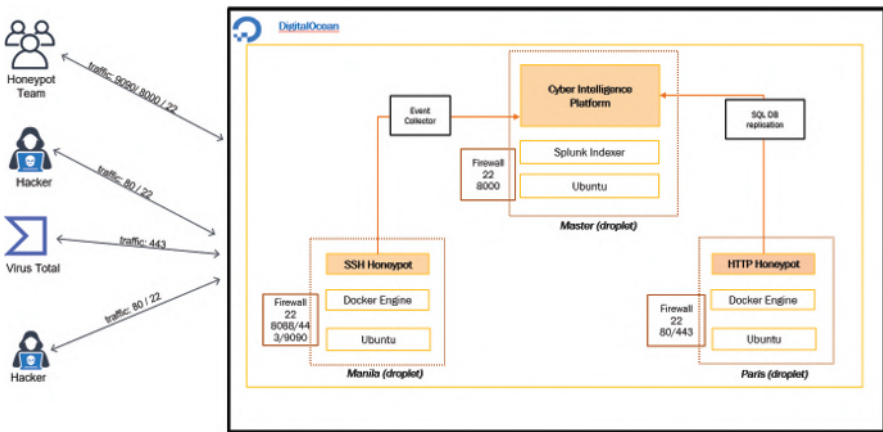 DigitalOcean
Honeypot
Team
traffic: 9090/ 8000 / 22
Hacker
traffic: 80 / 22
Virus Total
traffic: 443
Hacker
traffic: 80 / 22
Event
Collector
Cyber Intelligence
Platform
SQL DB
replication
Firewall
22
8000
Splunk Indexer
Ubuntu
Master (droplet)
SSH Honeypot
Firewall
22
8088/44
3/9090
Docker Engine
Ubuntu
Manila (droplet)
HTTP Honeypot
Firewall
22
80/443
Docker Engine
Ubuntu
Paris (droplet)